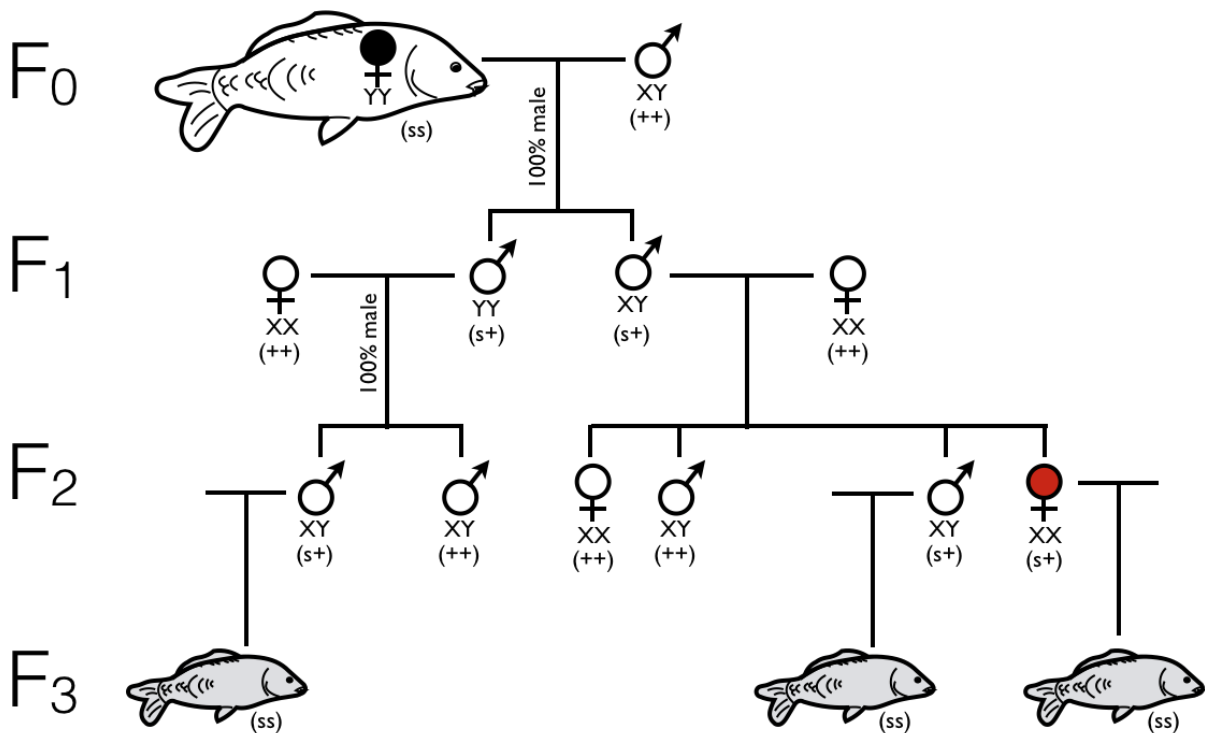 F0
YY
(ss)
XY
(++)
100% male
F1
XX
(++)
YY
(s+)
XY
(s+)
XX
(++)
100% male
F2
XY
(s+)
XY
(++)
XX
(++)
XY
(++)
XY
(s+)
XX
(s+)
F3
(ss)
(ss)
(ss)